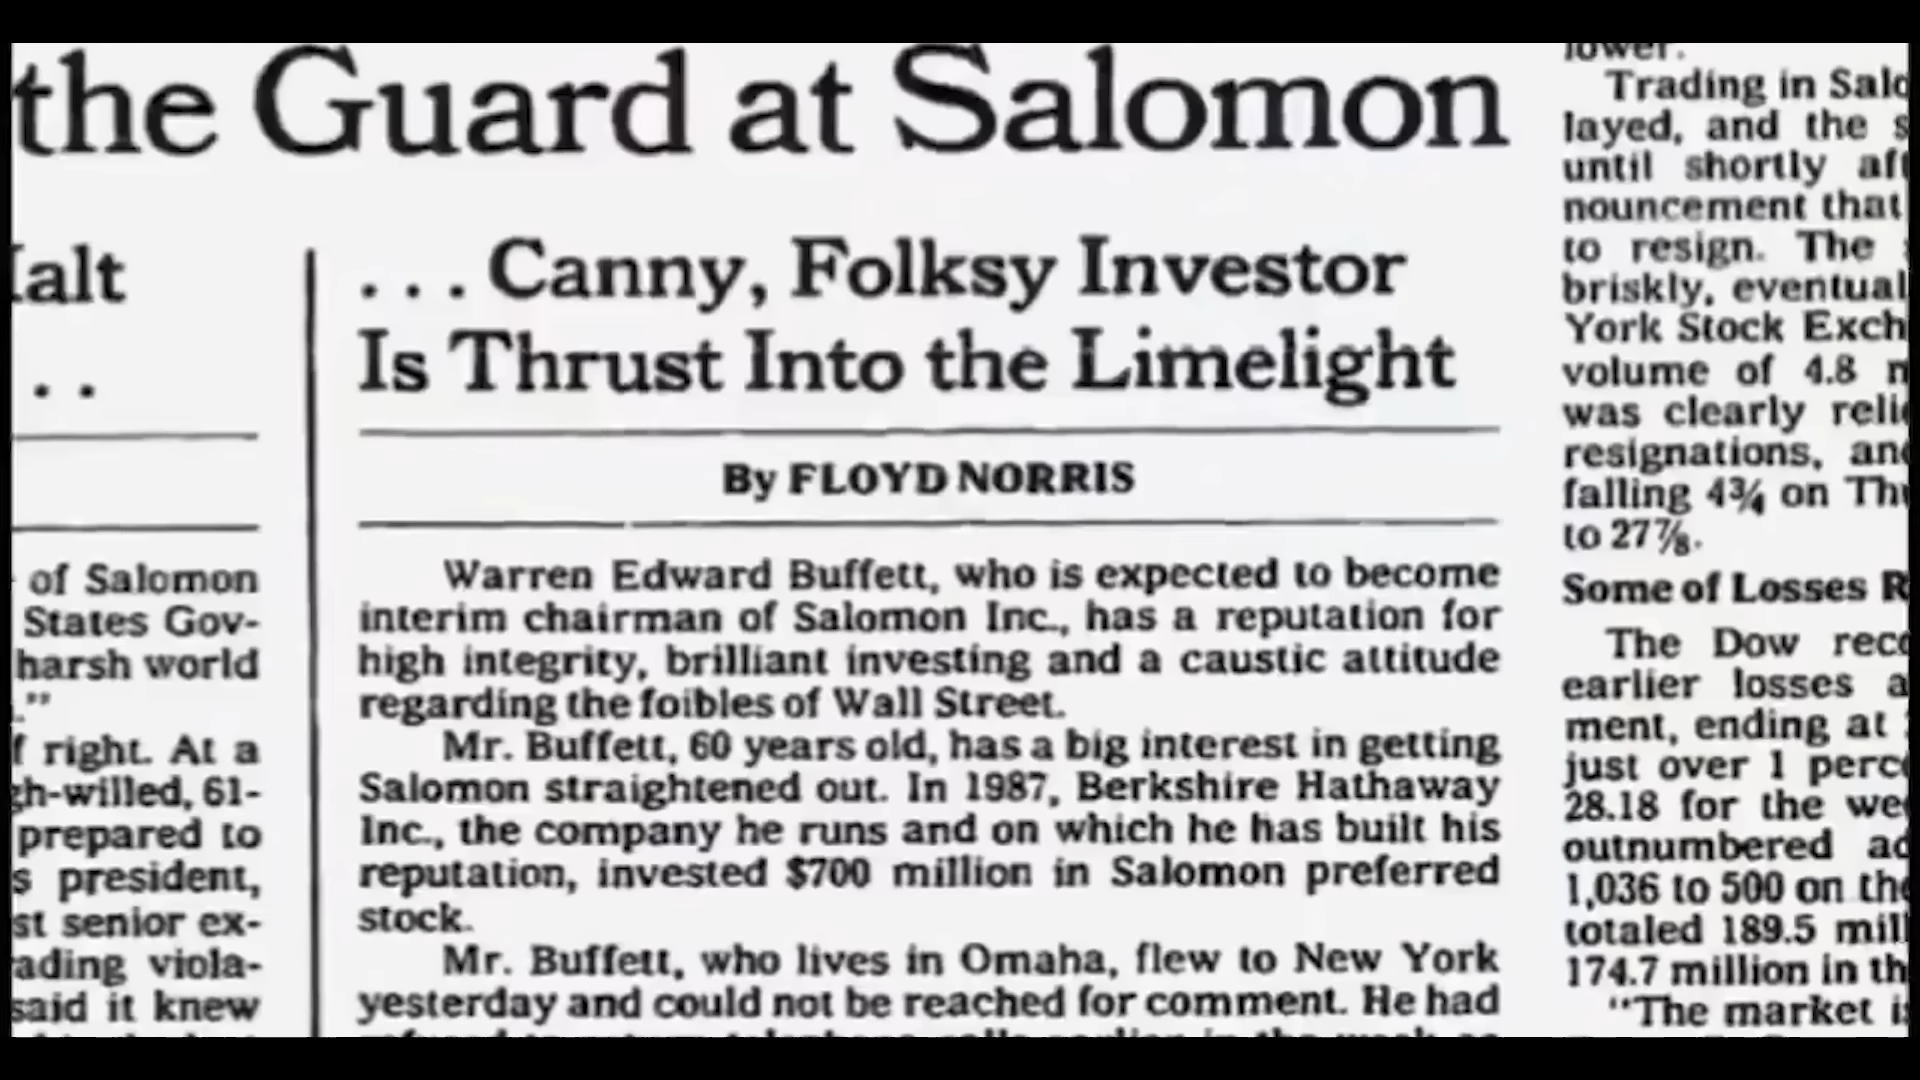 the Guard at Salomon
. . . Canny, Folksy Investor
Is Thrust Into the Limelight
By FLOYD NORRIS
Warren Edward Buffett, who is expected to become
interim chairman of Salomon Inc., has a reputation for
high integrity, brilliant investing and a caustic attitude
regarding the foibles of Wall Street.
Mr. Buffett, 60 years old, has a big interest in getting
Salomon straightened out. In 1987, Berkshire Hathaway
Inc., the company he runs and on which he has built his
reputation, invested $700 million in Salomon preferred
stock.
Mr. Buffett, who lives in Omaha, flew to New York
yesterday and could not be reached for comment. He had
. .
of Salomon
States Gov-
harsh world
."
right. At a
61-
prepared to
president,
senior ex-
viola-
said it knew
lower.
Trading in
layed, and the
until shortly
nouncement that
to resign. The
briskly,
York Stock
volume of 4.8
was clearly
resignations,
falling 4¾ on
to 27⅞.
Some of Losses
The Dow
earlier losses
ment, ending at
just over 1
28.18 for the
outnumbered
1,036 to 500 on
totaled 189.5
174.7 million in
"The market